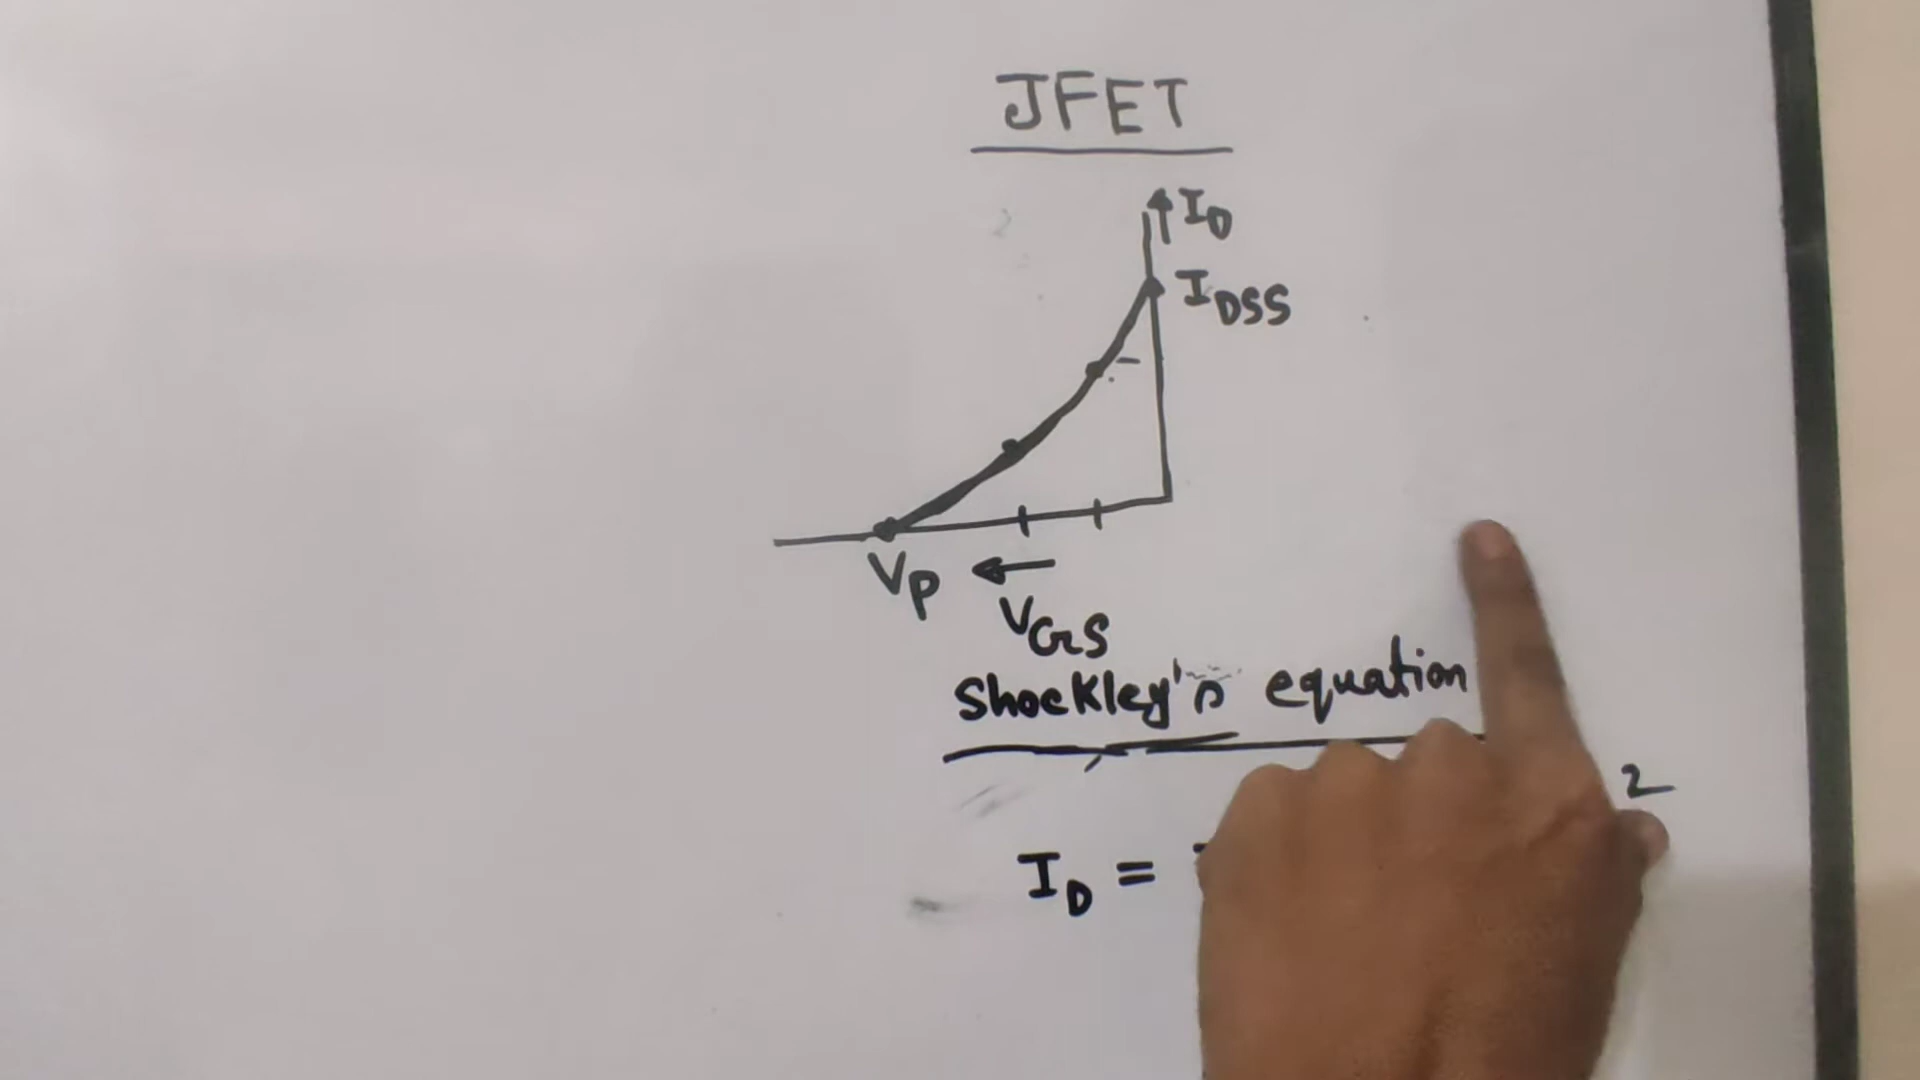 JFET
I_D
I_DSS
V_P
V_GS
Shockley's equation
I_D = 2